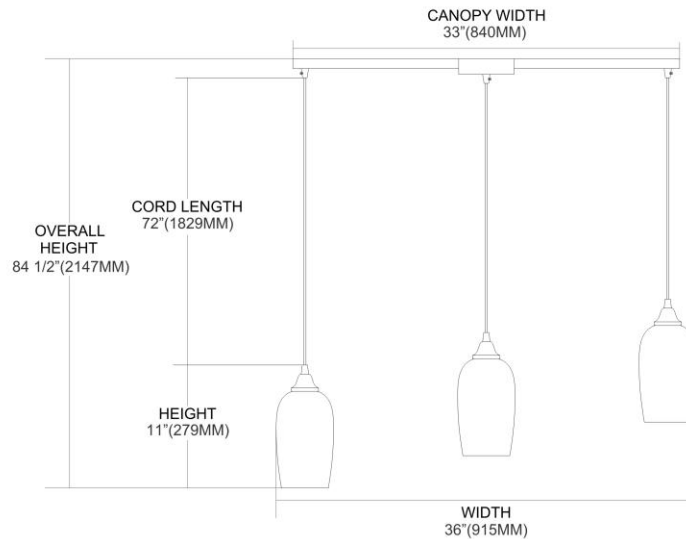 CANOPY WIDTH
33"(840MM)
CORD LENGTH
72"(1829MM)
OVERALL
HEIGHT
84 1/2"(2147MM)
HEIGHT
11"(279MM)
WIDTH
36"(915MM)